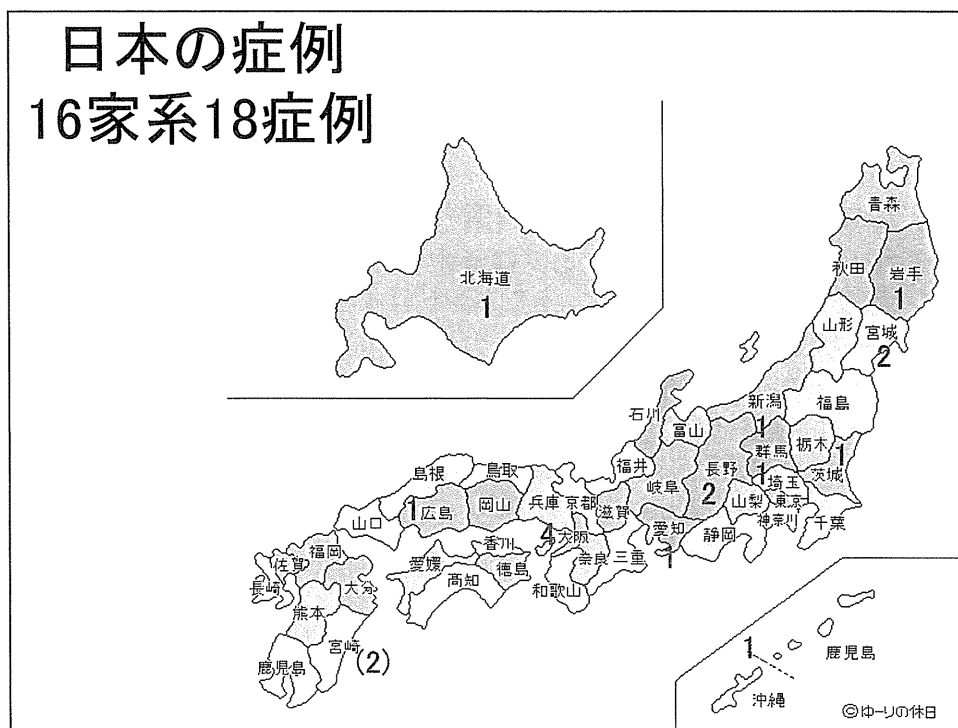 日本の症例
16家系18症例
北海道
1
青森
秋田
岩手
1
山形
宮城
2
新潟
1
福島
石川
富山
群馬
1
栃木
1
茨城
福井
長野
2
岐阜
埼玉
山梨
東京
神奈川
千葉
静岡
愛知
1
島根
鳥取
兵庫
京都
滋賀
1
広島
岡山
山口
4
大阪
香川
奈良
三重
愛媛
徳島
高知
和歌山
福岡
佐賀
長崎
大分
熊本
宮崎
(2)
鹿児島
1
鹿児島
沖縄
©ゆーりの休日